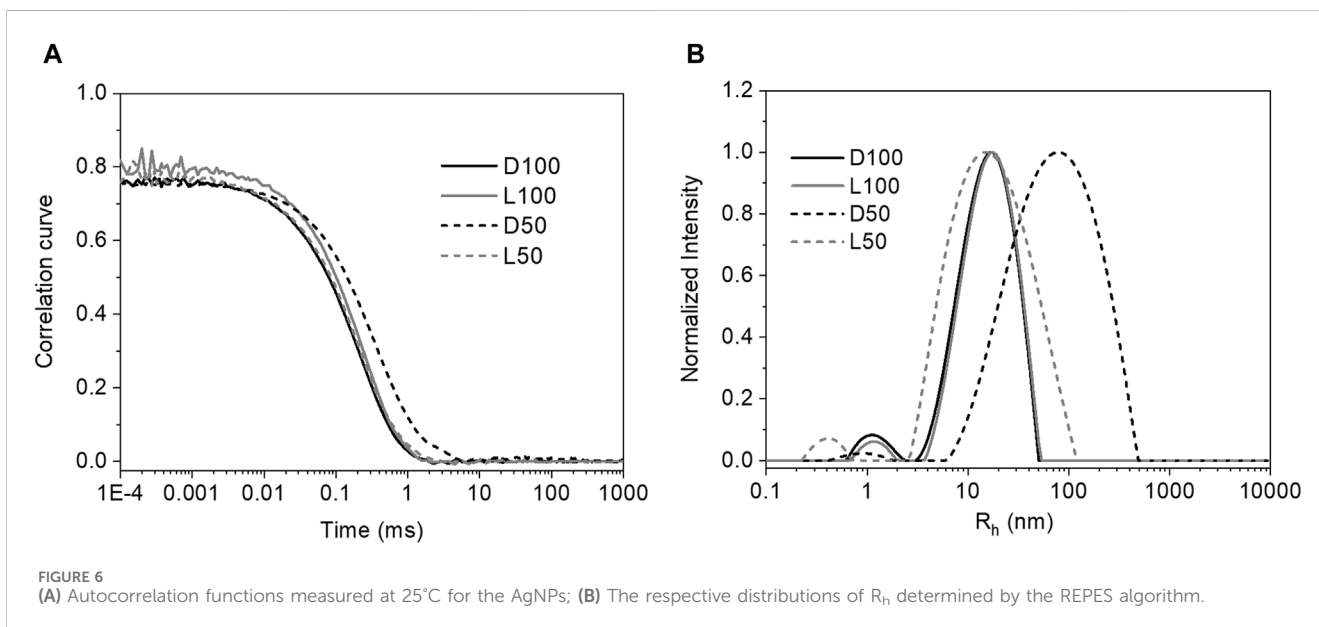 A
1.0
0.8
0.6
0.4
0.2
0.0
Correlation curve
D100
L100
D50
L50
1E-4 0.001 0.01 0.1 1 10 100 1000
Time (ms)
B
1.2
1.0
0.8
0.6
0.4
0.2
0.0
Normalized Intensity
D100
L100
D50
L50
0.1 1 10 100 1000 10000
Rh (nm)
FIGURE 6
(A) Autocorrelation functions measured at 25°C for the AgNPs; (B) The respective distributions of Rh determined by the REPES algorithm.